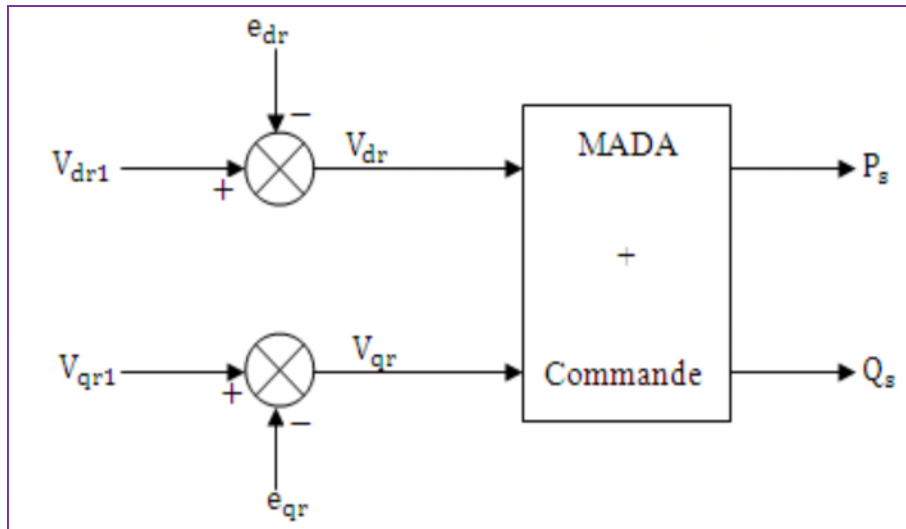 e_dr
−
V_dr1
+
V_dr
MADA
P_s
+
V_qr1
+
V_qr
Commande
Q_s
−
e_qr